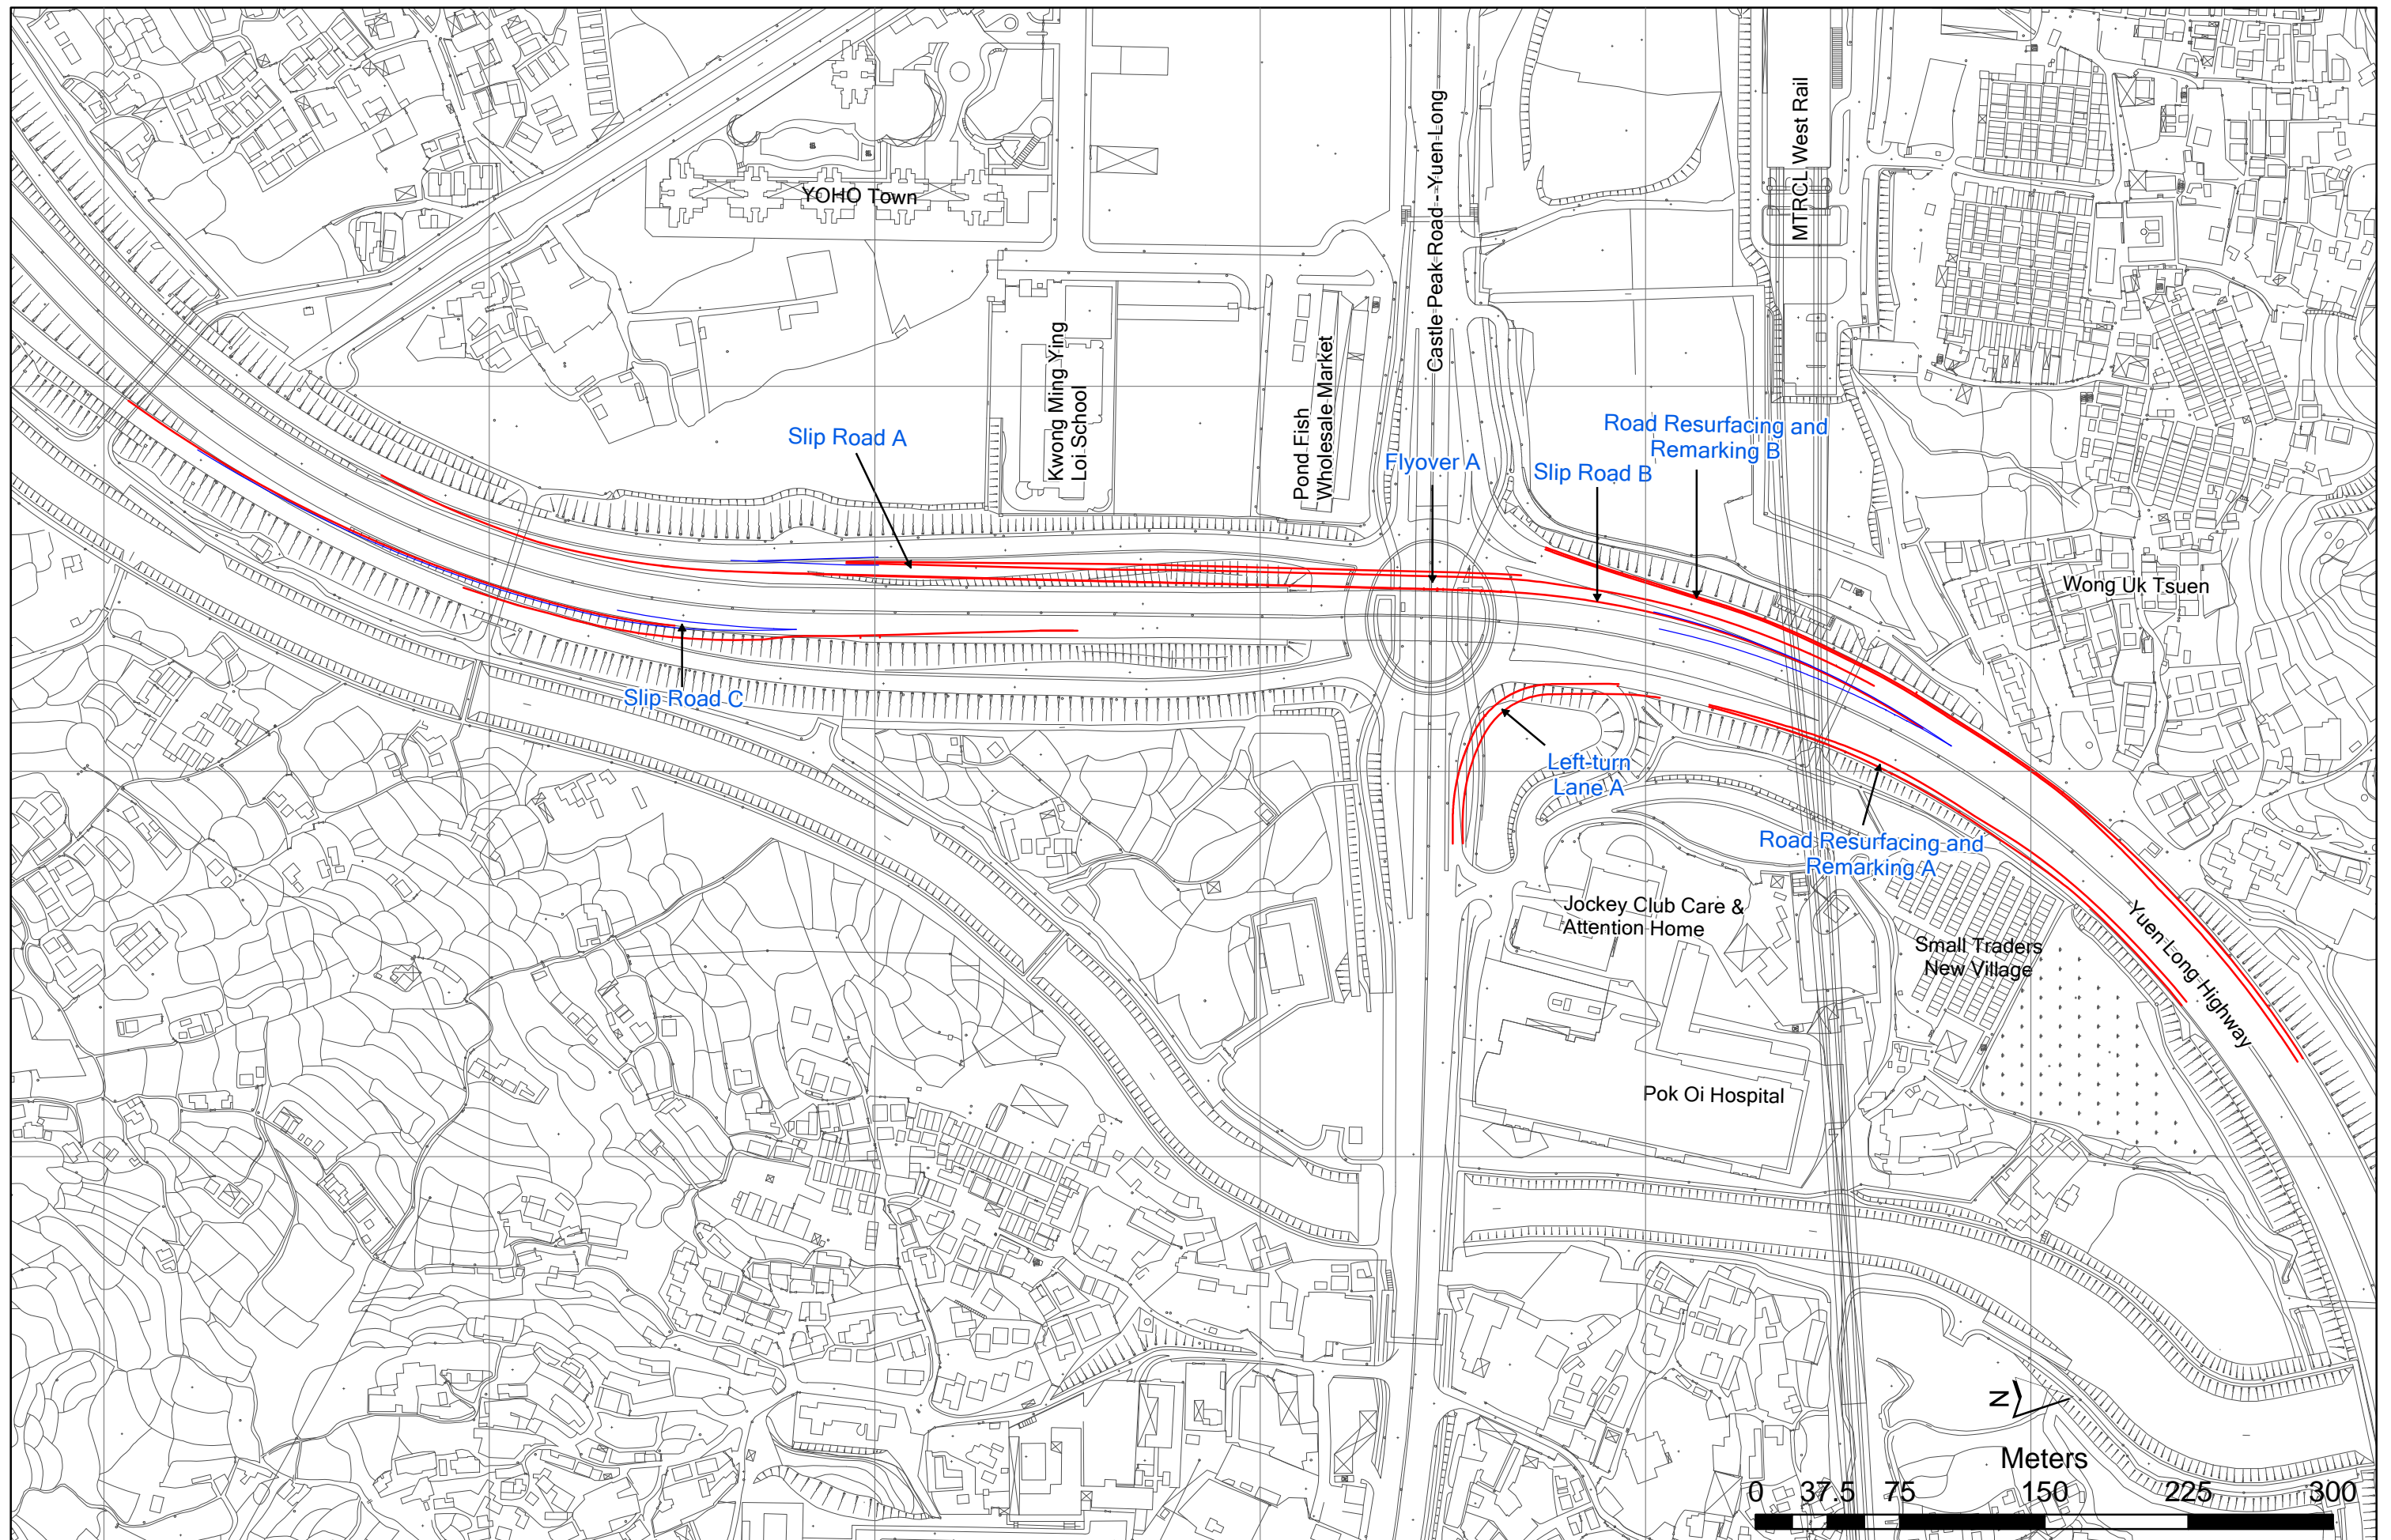 YOHO Town
Castle Peak Road - Yuen Long
MTRCL West Rail
Kwong Ming Ying
Loi School
Pond Fish
Wholesale Market
Slip Road A
Flyover A
Slip Road B
Road Resurfacing and
Remarking B
Wong Uk Tsuen
Slip Road C
Left-turn
Lane A
Road Resurfacing and
Remarking A
Jockey Club Care &
Attention Home
Small Traders
New Village
Yuen Long Highway
Pok Oi Hospital
N
Meters
0 37.5 75 150 225 300